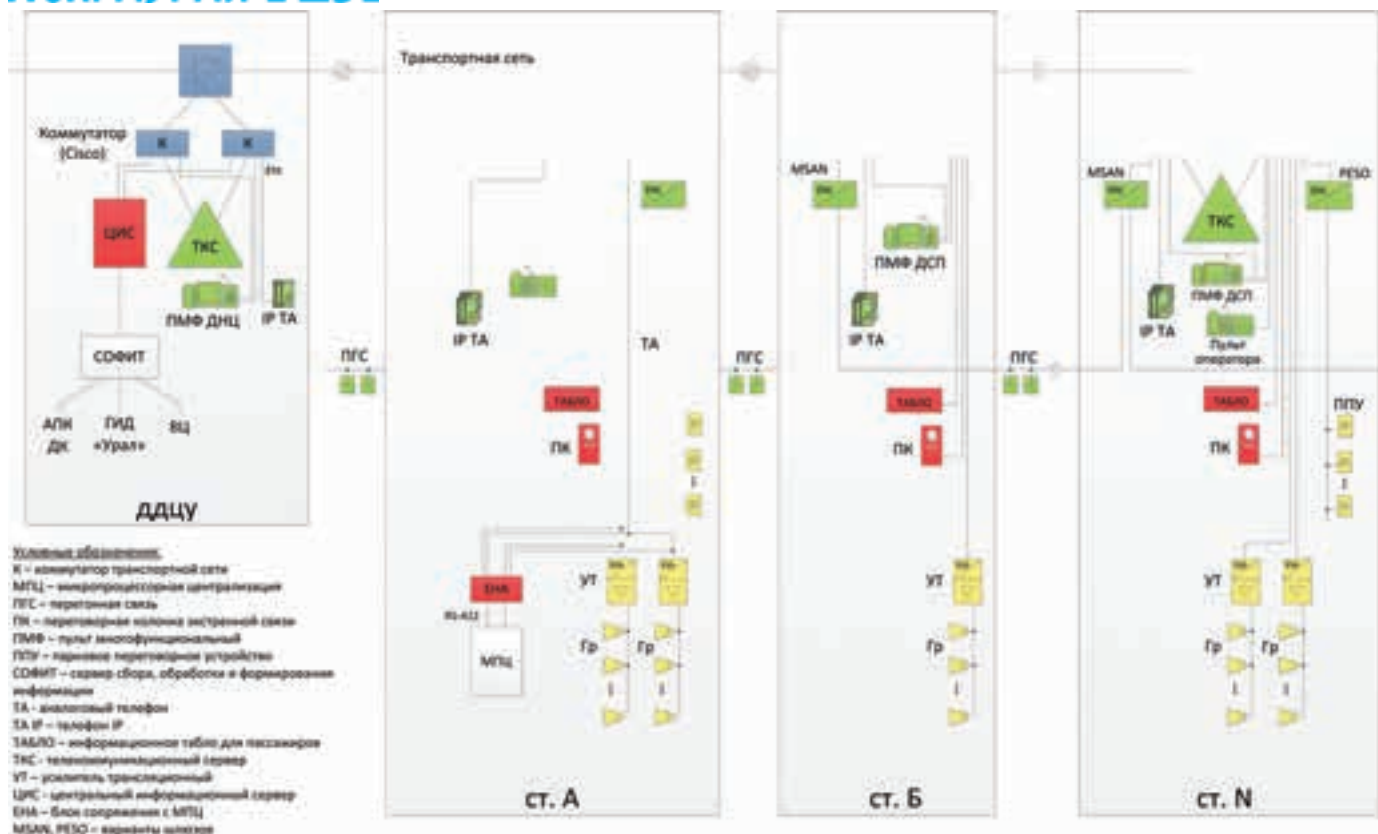 Транспортная сеть
Коммутатор
(Cisco)
К
К
ЦИС
ТКС
ПМФ ДНЦ
IP ТА
СОФИТ
АПК
ДК
ГИД
«Урал»
ВЦ
ДДЦУ
ПГС
IP ТА
ТА
ТАБЛО
ПК
ЕНА
МПЦ
УТ
Гр
Гр
ст. А
ПГС
MSAN
ПМФ ДСП
IP ТА
ТАБЛО
ПК
УТ
Гр
ст. Б
ПГС
MSAN
PESO
ТКС
ПМФ ДСП
IP ТА
Пульт
оператора
ТАБЛО
ПК
ППУ
УТ
Гр
Гр
ст. N
Условные обозначения:
К – коммутатор транспортной сети
МПЦ – микропроцессорная централизация
ПГС – перегонная связь
ПК – переговорная колонка экстренной связи
ПМФ – пульт многофункциональный
ППУ – парковое переговорное устройство
СОФИТ – сервер сбора, обработки и формирования
информации
ТА - аналоговый телефон
ТА IP – телефон IP
ТАБЛО – информационное табло для пассажиров
ТКС - телекоммуникационный сервер
УТ – усилитель трансляционный
ЦИС - центральный информационный сервер
ЕНА – блок сопряжения с МПЦ
MSAN, PESO – варианты шлюзов